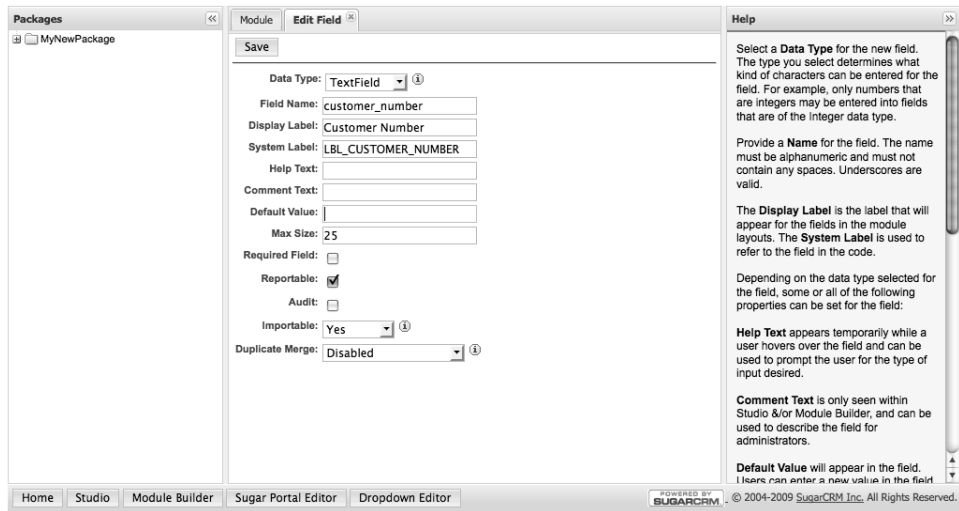 Packages
MyNewPackage
Module
Edit Field
Save
Data Type: TextField
Field Name: customer_number
Display Label: Customer Number
System Label: LBL_CUSTOMER_NUMBER
Help Text:
Comment Text:
Default Value:
Max Size: 25
Required Field:
Reportable:
Audit:
Importable: Yes
Duplicate Merge: Disabled
Help
Select a Data Type for the new field.
The type you select determines what
kind of characters can be entered for the
field. For example, only numbers that
are integers may be entered into fields
that are of the Integer data type.
Provide a Name for the field. The name
must be alphanumeric and must not
contain any spaces. Underscores are
valid.
The Display Label is the label that will
appear for the fields in the module
layouts. The System Label is used to
refer to the field in the code.
Depending on the data type selected for
the field, some or all of the following
properties can be set for the field:
Help Text appears temporarily while a
user hovers over the field and can be
used to prompt the user for the type of
input desired.
Comment Text is only seen within
Studio &/or Module Builder, and can be
used to describe the field for
administrators.
Default Value will appear in the field.
Users can enter a new value in the field
Home Studio Module Builder Sugar Portal Editor Dropdown Editor
POWERED BY
SUGARCRM
© 2004-2009 SugarCRM Inc. All Rights Reserved.